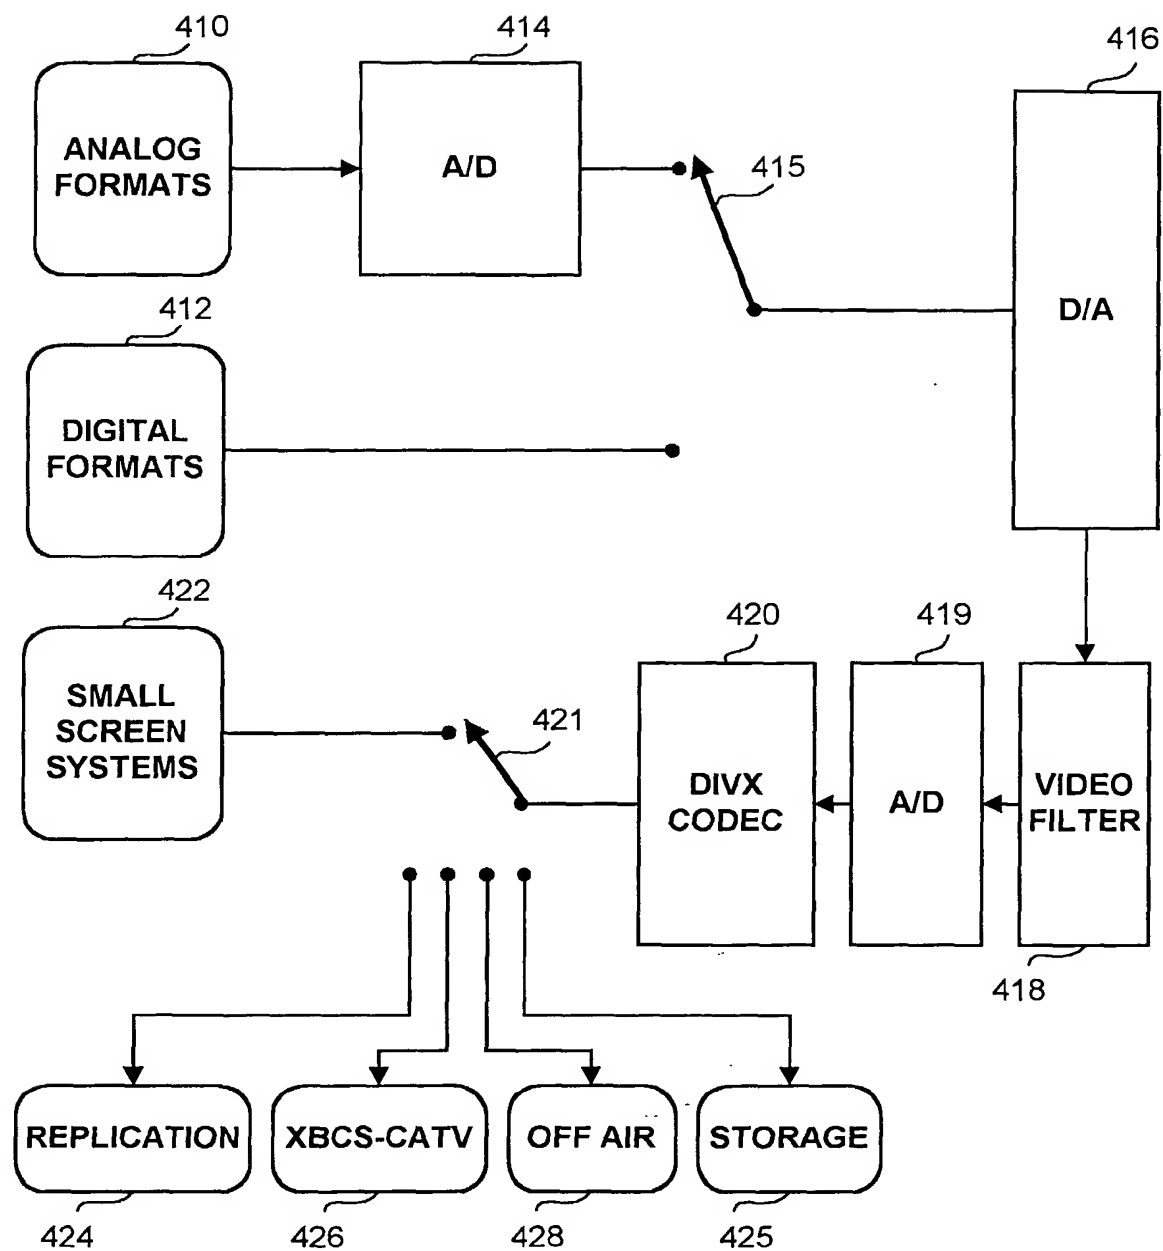 410
414
416
ANALOG
FORMATS
A/D
415
D/A
412
DIGITAL
FORMATS
422
420
419
SMALL
SCREEN
SYSTEMS
421
DIVX
CODEC
A/D
VIDEO
FILTER
418
REPLICATION
XBCS-CATV
OFF AIR
STORAGE
424
426
428
425